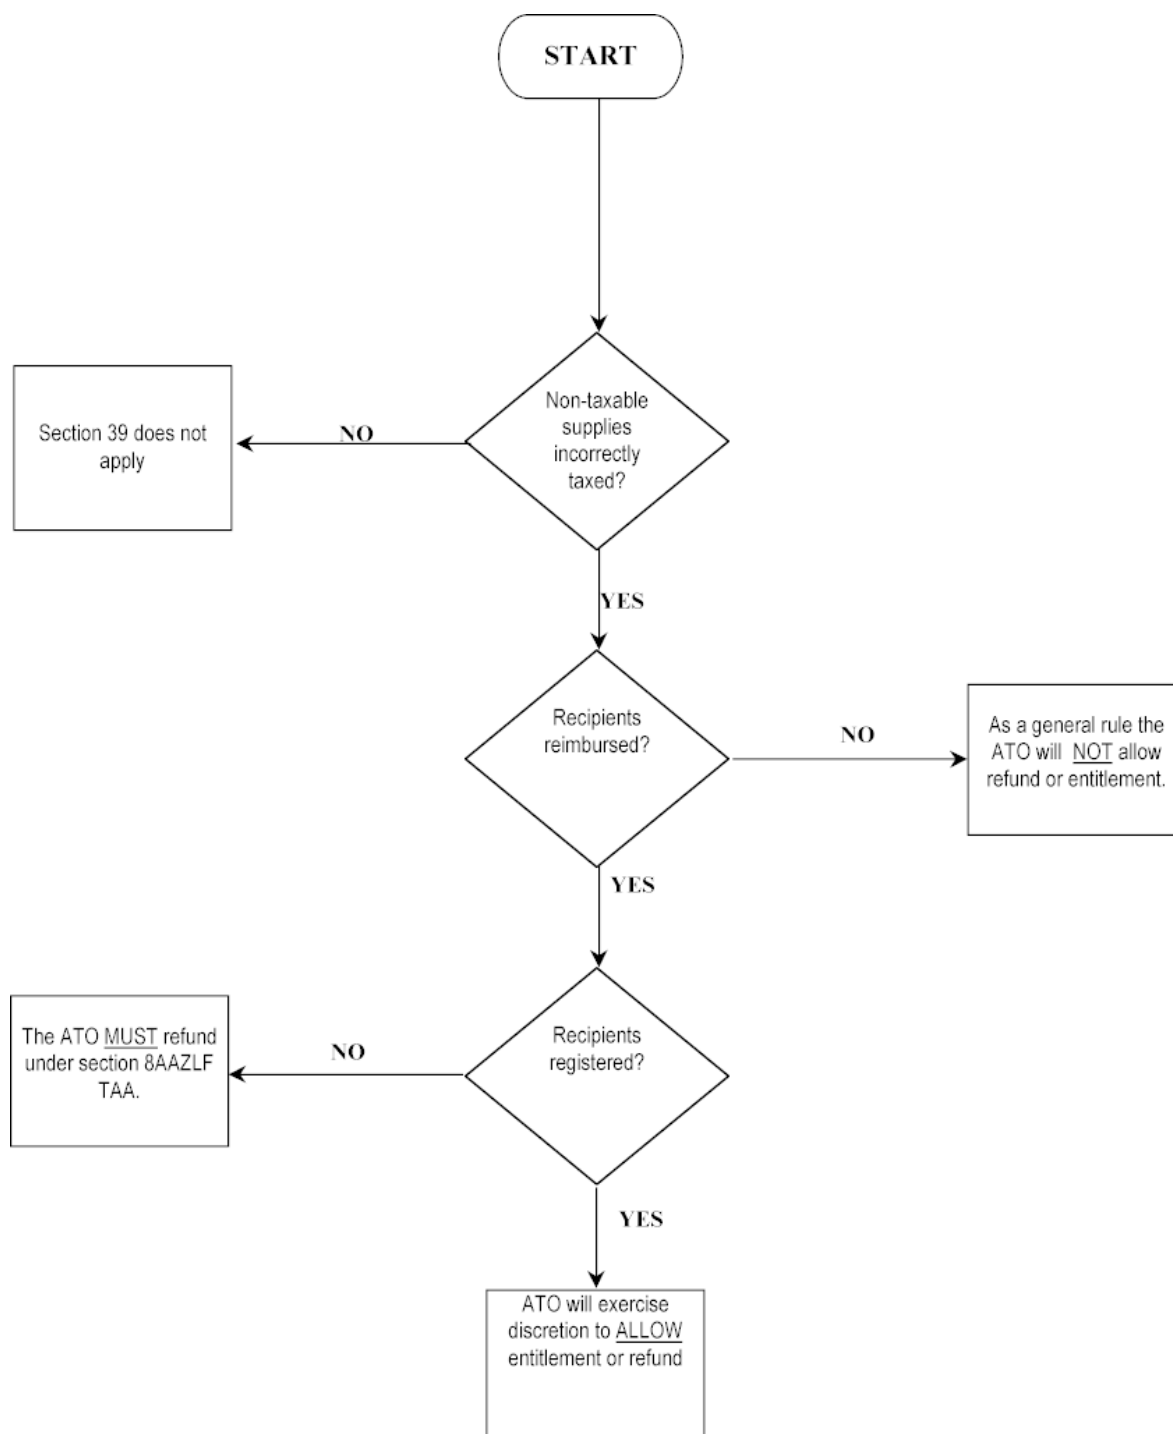 START
Non-taxable
supplies
incorrectly
taxed?
NO
Section 39 does not
apply
YES
Recipients
reimbursed?
NO
As a general rule the
ATO will NOT allow
refund or entitlement.
YES
Recipients
registered?
NO
The ATO MUST refund
under section 8AAZLF
TAA.
YES
ATO will exercise
discretion to ALLOW
entitlement or refund